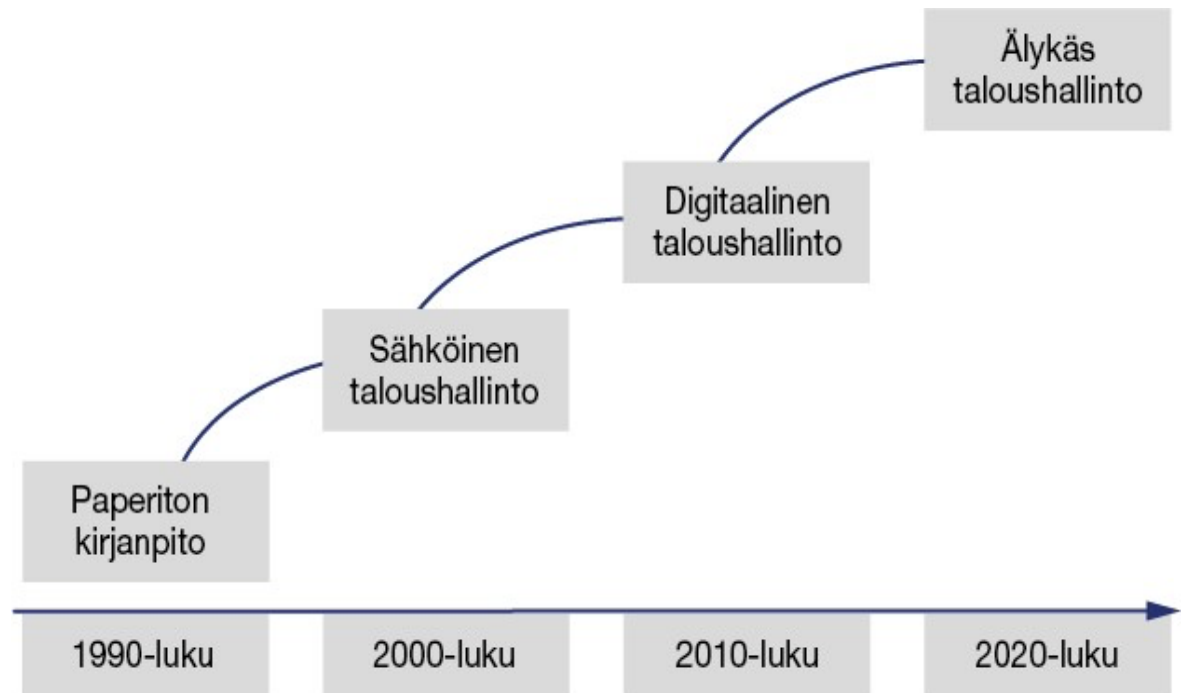 Älykäs
taloushallinto
Digitaalinen
taloushallinto
Sähköinen
taloushallinto
Paperiton
kirjanpito
1990-luku
2000-luku
2010-luku
2020-luku